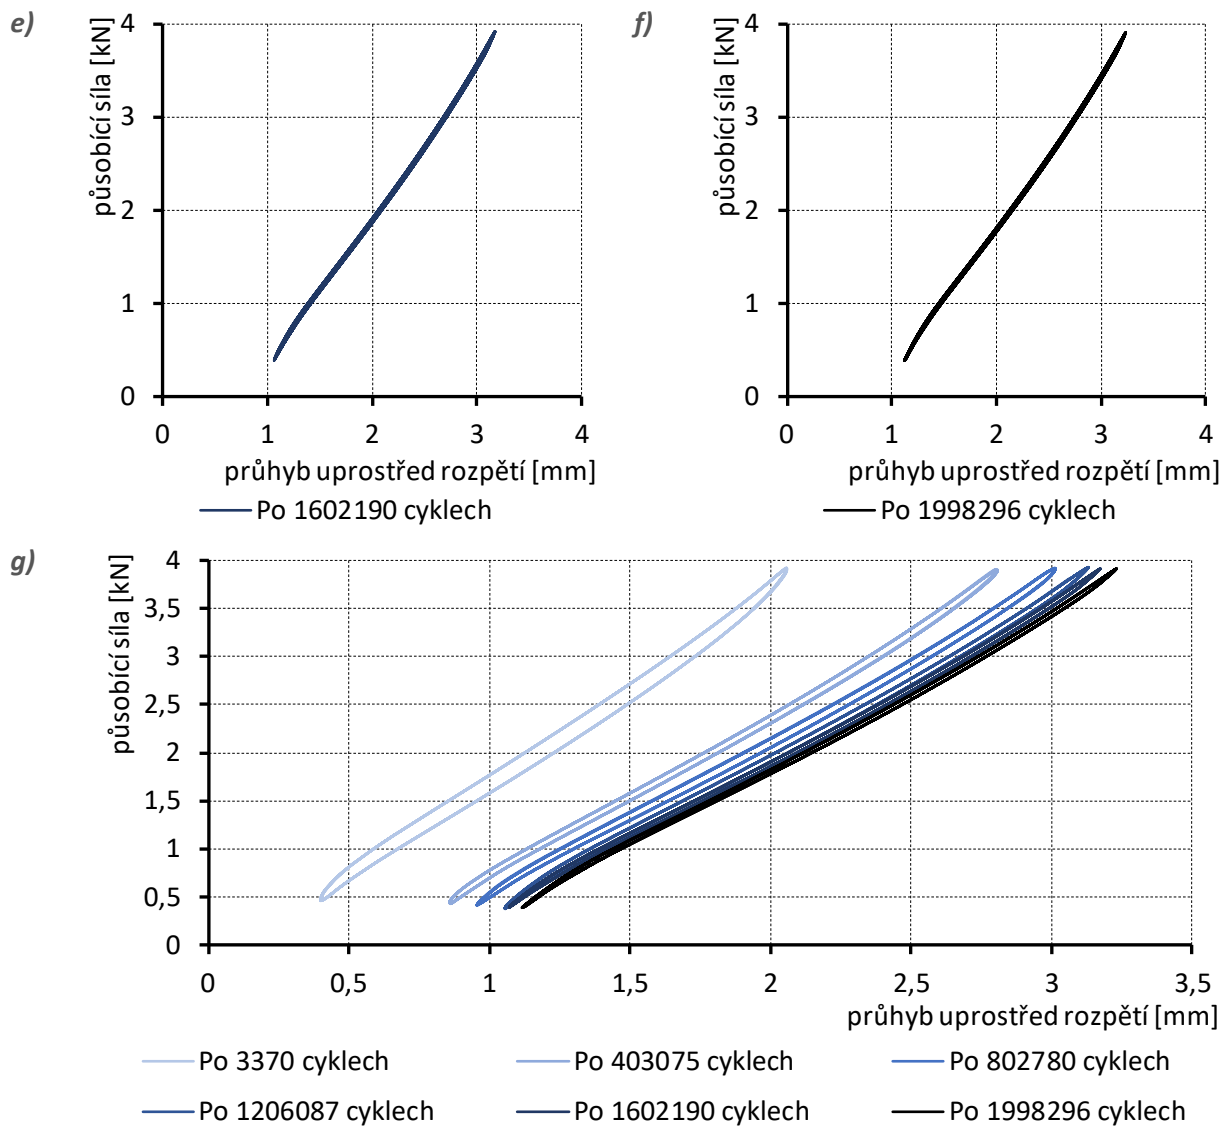 e)
působící síla [kN]
4
3
2
1
0
0 1 2 3 4
průhyb uprostřed rozpětí [mm]
Po 1602190 cyklech
f)
působící síla [kN]
4
3
2
1
0
0 1 2 3 4
průhyb uprostřed rozpětí [mm]
Po 1998296 cyklech
g)
působící síla [kN]
4
3,5
3
2,5
2
1,5
1
0,5
0
0 0,5 1 1,5 2 2,5 3 3,5
průhyb uprostřed rozpětí [mm]
Po 3370 cyklech Po 403075 cyklech Po 802780 cyklech
Po 1206087 cyklech Po 1602190 cyklech Po 1998296 cyklech